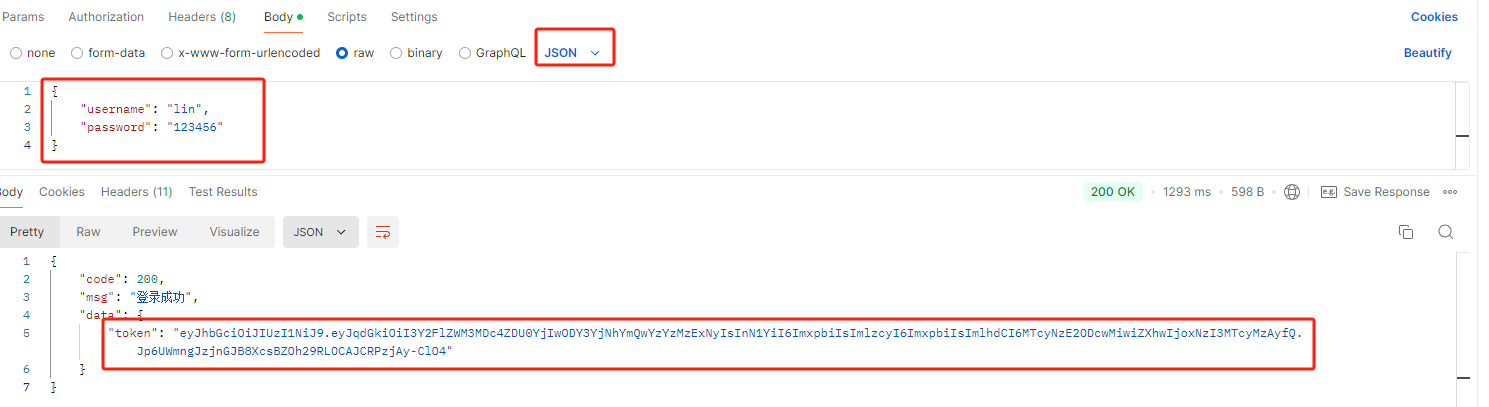 Params Authorization Headers (8) Body Scripts Settings Cookies
none form-data x-www-form-urlencoded raw binary GraphQL JSON Beautify
1 {
2 "username": "lin",
3 "password": "123456"
4 }
Body Cookies Headers (11) Test Results 200 OK 1293 ms 598 B e.g. Save Response
Pretty Raw Preview Visualize JSON
1 {
2 "code": 200,
3 "msg": "登录成功",
4 "data": {
5 "token": "eyJhbGciOiJIUzI1NiJ9.eyJqdGkiOiI3Y2FlZWM3MDc4ZDU0YjIwODY3YjNhYmQwYzYzMzExNyIsInN1YiI6ImxpbiIsImlzcyI6ImxpbiIsImlhdCI6MTcyNzE2ODcwMiwiZXhwIjoxNzI3MTcyMzAyfQ.
Jp6UWmngJzjnGJB8XcsBZOh29RLOCAJCRPzjAy-ClO4"
6 }
7 }